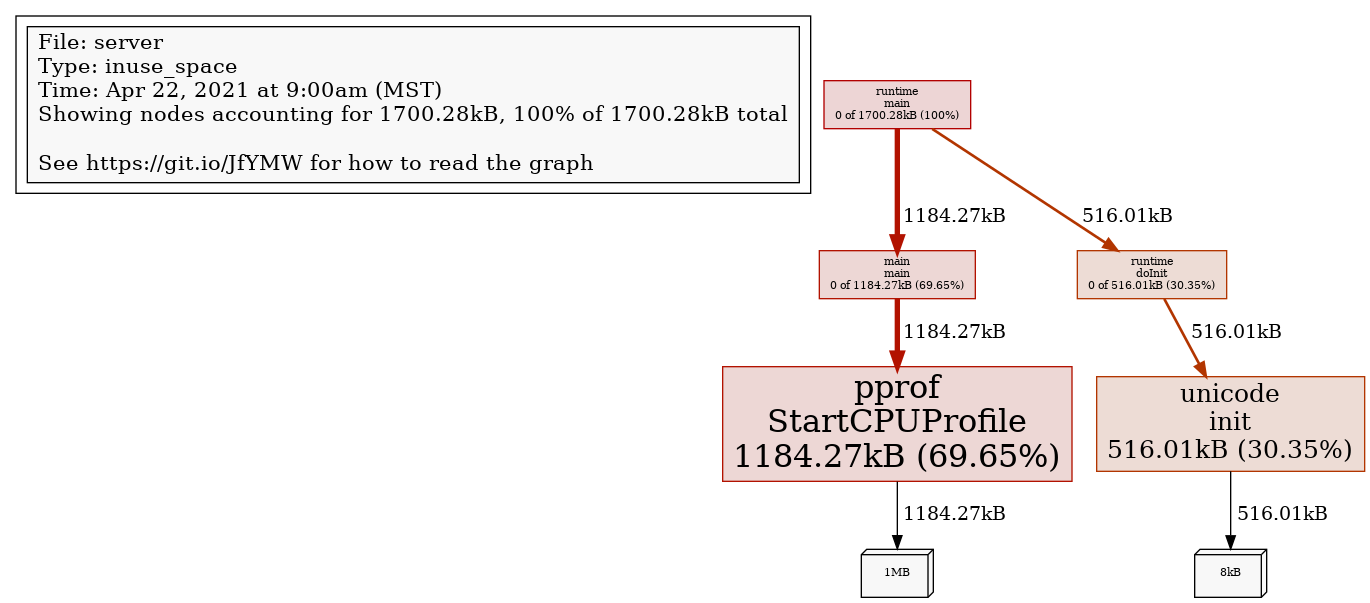 File: server
Type: inuse_space
Time: Apr 22, 2021 at 9:00am (MST)
Showing nodes accounting for 1700.28kB, 100% of 1700.28kB total
See https://git.io/JfYMW for how to read the graph
runtime
main
0 of 1700.28kB (100%)
1184.27kB
516.01kB
main
main
0 of 1184.27kB (69.65%)
runtime
doInit
0 of 516.01kB (30.35%)
1184.27kB
516.01kB
pprof
StartCPUProfile
1184.27kB (69.65%)
unicode
init
516.01kB (30.35%)
1184.27kB
516.01kB
1MB
8kB